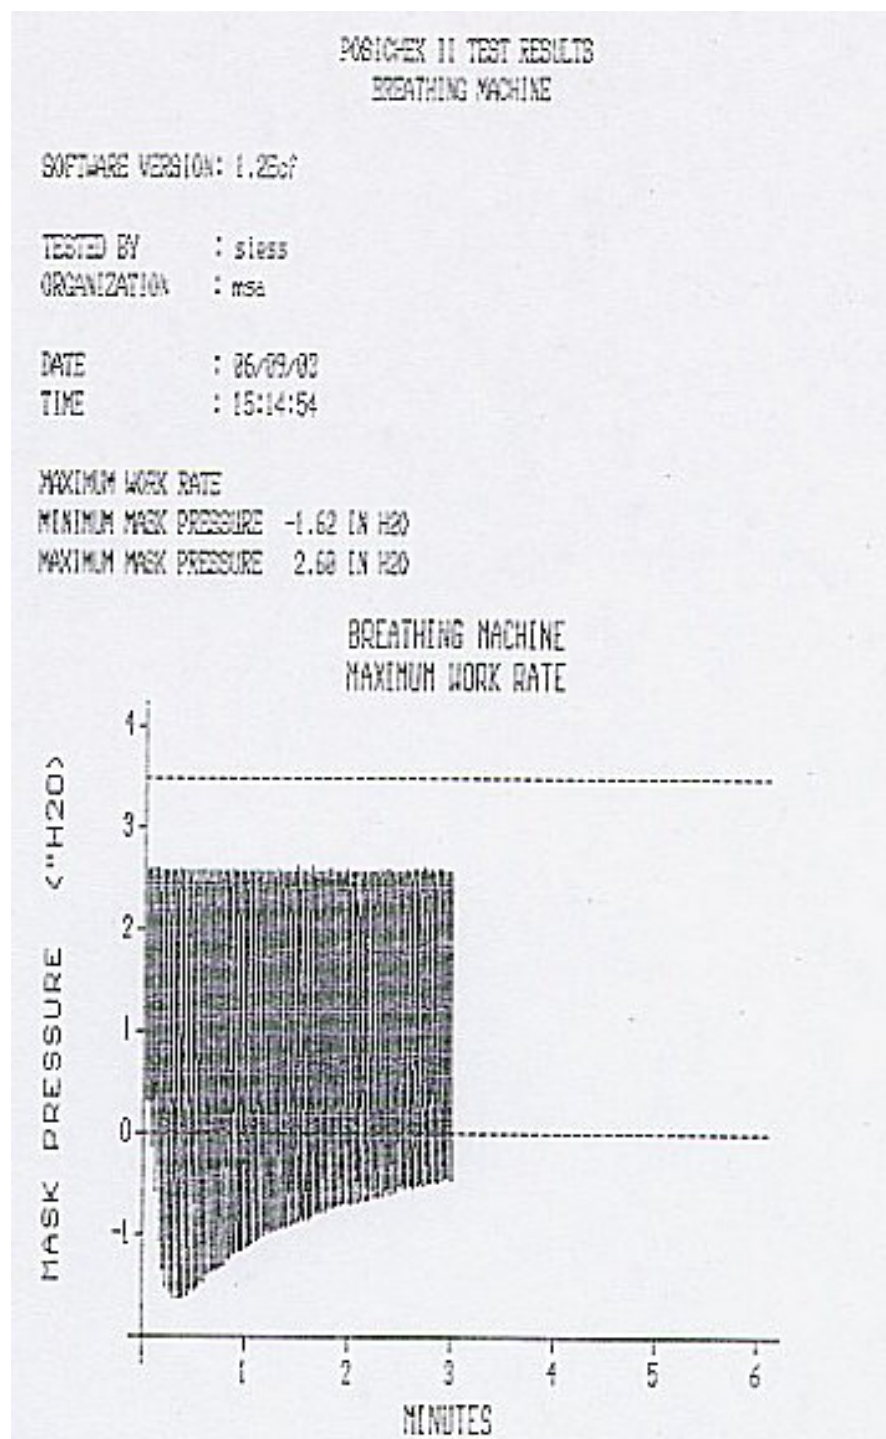 POSICHEK II TEST RESULTS
BREATHING MACHINE
SOFTWARE VERSION: 1.25cf
TESTED BY : siess
ORGANIZATION : msa
DATE : 06/09/03
TIME : 15:14:54
MAXIMUM WORK RATE
MINIMUM MASK PRESSURE -1.62 IN H2O
MAXIMUM MASK PRESSURE 2.60 IN H2O
BREATHING MACHINE
MAXIMUM WORK RATE
MASK PRESSURE ("H2O)
4
3
2
1
0
-1
1 2 3 4 5 6
MINUTES